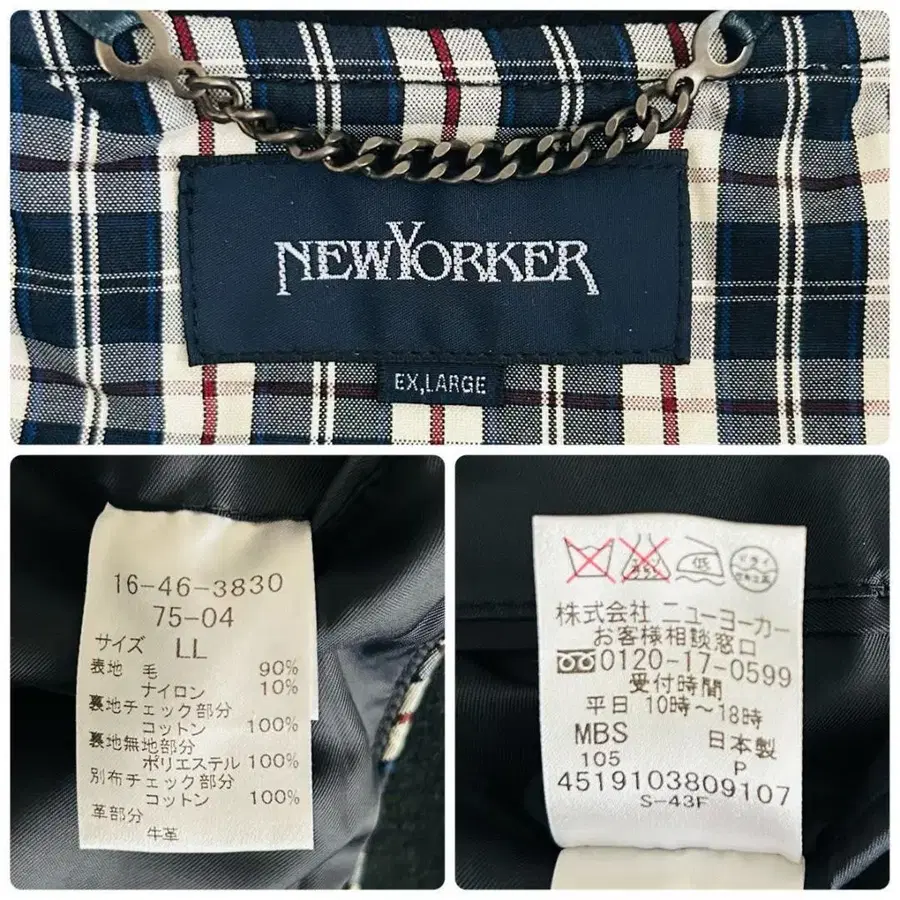 NEWYORKER
EX,LARGE
16-46-3830
75-04
サイズ LL
表地 毛 90%
ナイロン 10%
裏地チェック部分
コットン 100%
裏地無地部分
ポリエステル 100%
別布チェック部分
コットン 100%
革部分
牛革
低
ドライ
株式会社 ニューヨーカー
お客様相談窓口
0120-17-0599
受付時間
平日 10時～18時
MBS 日本製
105 P
4519103809107
S-43F